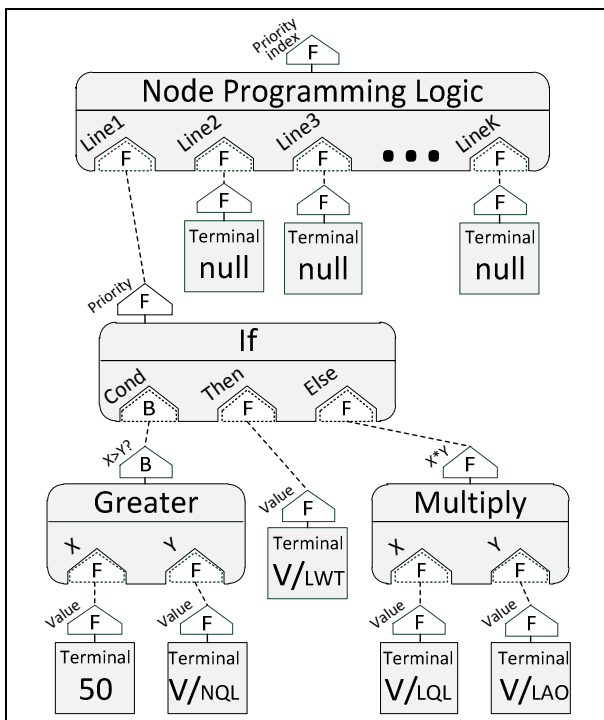 Priority index
F
Node Programming Logic
Line1 Line2 Line3 ... LineK
F F F F
F F F
Terminal Terminal Terminal
null null null
Priority
F
If
Cond Then Else
B F F
X>Y?
B
X*Y
F
Greater
X Y
F F
Value
F
Terminal
V/LWT
Multiply
X Y
F F
Value F Value F Value F Value F
Terminal Terminal Terminal Terminal
50 V/NQL V/LQL V/LAO